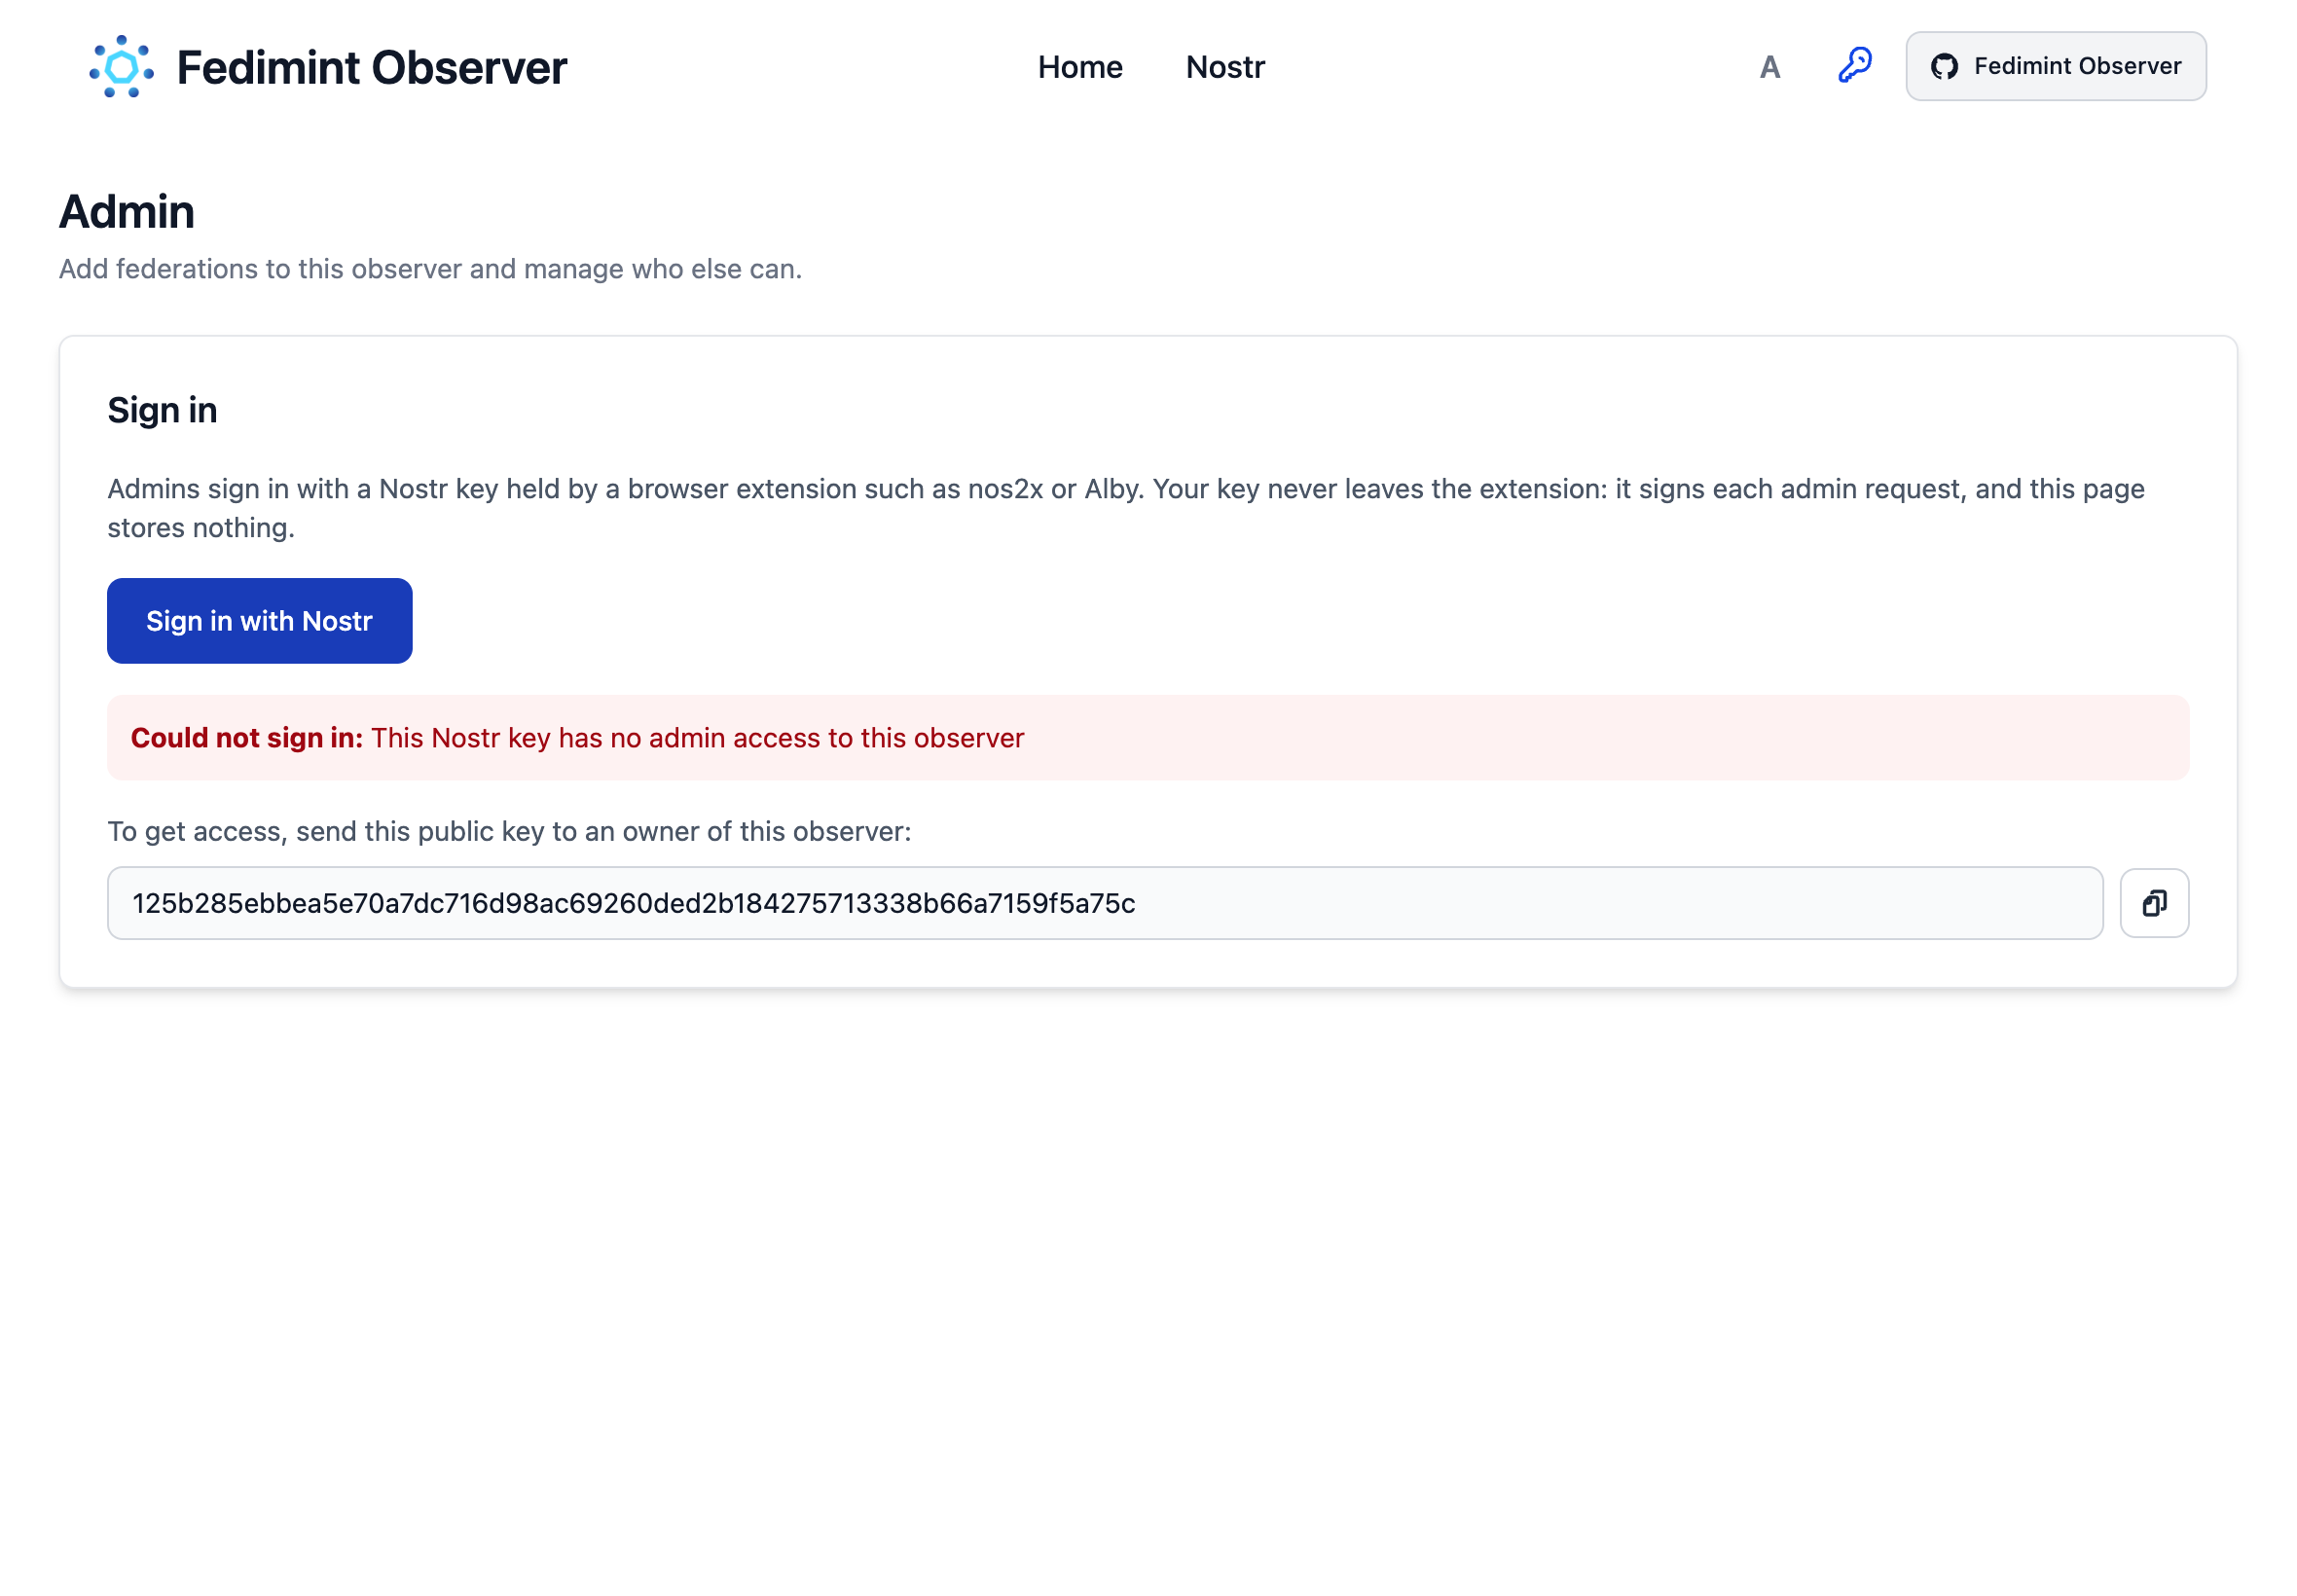 Fedimint Observer
Home
Nostr
A
Fedimint Observer
Admin
Add federations to this observer and manage who else can.
Sign in
Admins sign in with a Nostr key held by a browser extension such as nos2x or Alby. Your key never leaves the extension: it signs each admin request, and this page
stores nothing.
Sign in with Nostr
Could not sign in: This Nostr key has no admin access to this observer
To get access, send this public key to an owner of this observer:
125b285ebbea5e70a7dc716d98ac69260ded2b184275713338b66a7159f5a75c